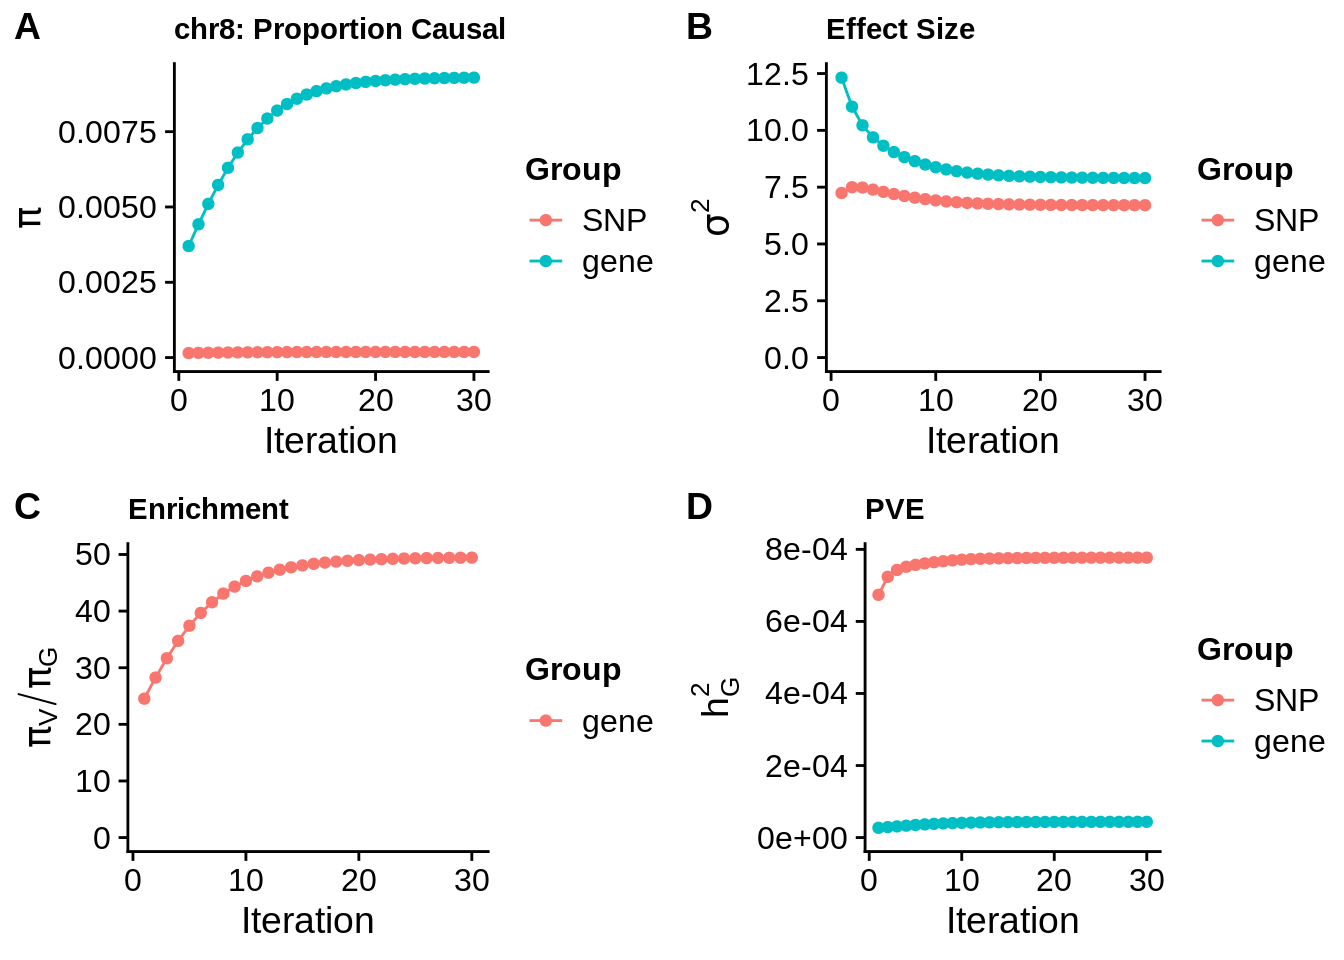 A
chr8: Proportion Causal
π
0.0075
0.0050
0.0025
0.0000
0 10 20 30
Iteration
Group
SNP
gene
B
Effect Size
σ²
12.5
10.0
7.5
5.0
2.5
0.0
0 10 20 30
Iteration
Group
SNP
gene
C
Enrichment
π_V/π_G
50
40
30
20
10
0
0 10 20 30
Iteration
Group
gene
D
PVE
h²_G
8e-04
6e-04
4e-04
2e-04
0e+00
0 10 20 30
Iteration
Group
SNP
gene